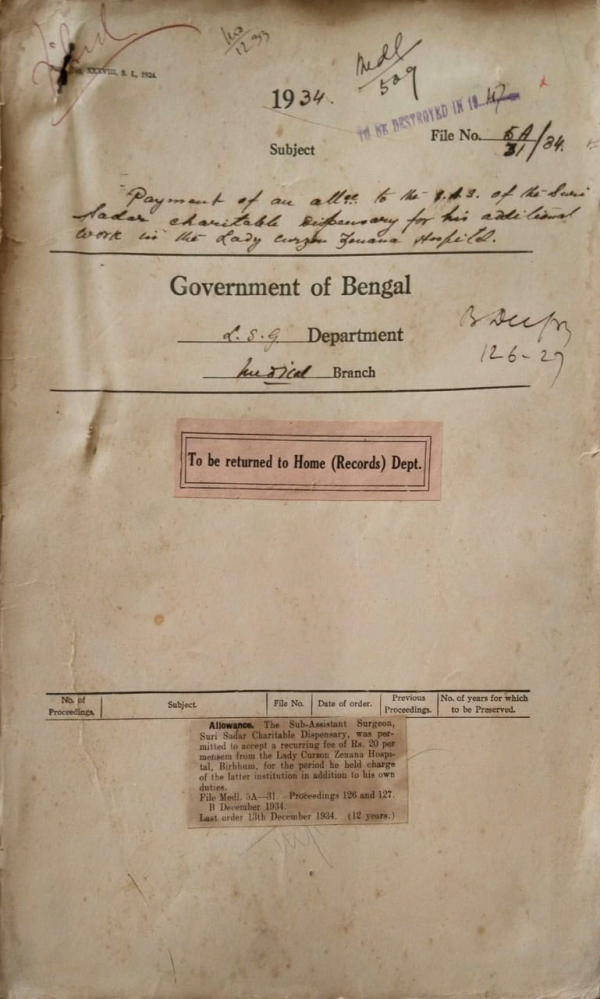 XXXVIII, S. I., 1924.
Medl
509
1934.
TO BE DESTROYED IN 1947
File No. 5A/31/34.
Subject
Payment of an allce to the S.A.S. of the Suri
Sadar charitable Dispensary for his additional
work in the Lady Curzon Zenana Hospital.
Government of Bengal
L. S. G Department
Medical Branch
12-6-
To be returned to Home (Records) Dept.
No. of Proceedings. Subject. File No. Date of order. Previous Proceedings. No. of years for which to be Preserved.
Allowance. The Sub-Assistant Surgeon,
Suri Sadar Charitable Dispensary, was per-
mitted to accept a recurring fee of Rs. 20 per
mensem from the Lady Curzon Zenana Hospi-
tal, Birbhum, for the period he held charge
of the latter institution in addition to his own
duties.
File Medl. 5A—31. Proceedings 126 and 127.
B December 1934.
Last order 13th December 1934. (12 years.)